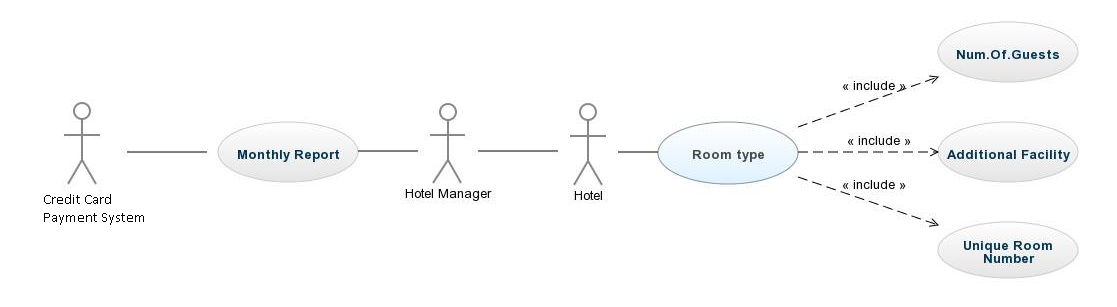 Num.Of.Guests
« include »
« include »
Monthly Report
Room type
Additional Facility
« include »
Hotel Manager
Hotel
Credit Card
Payment System
Unique Room
Number